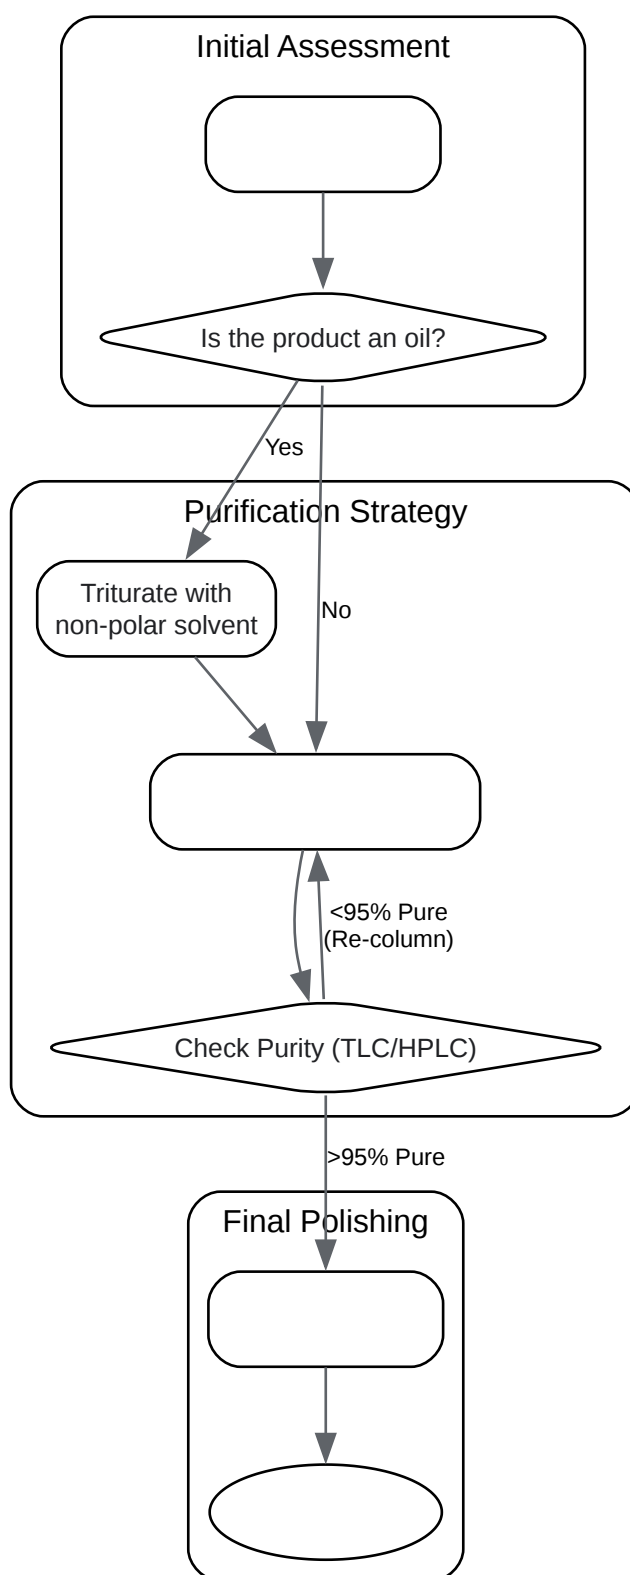 Initial Assessment
Is the product an oil?
Yes
Purification Strategy
Triturate with
non-polar solvent
No
<95% Pure
(Re-column)
Check Purity (TLC/HPLC)
>95% Pure
Final Polishing